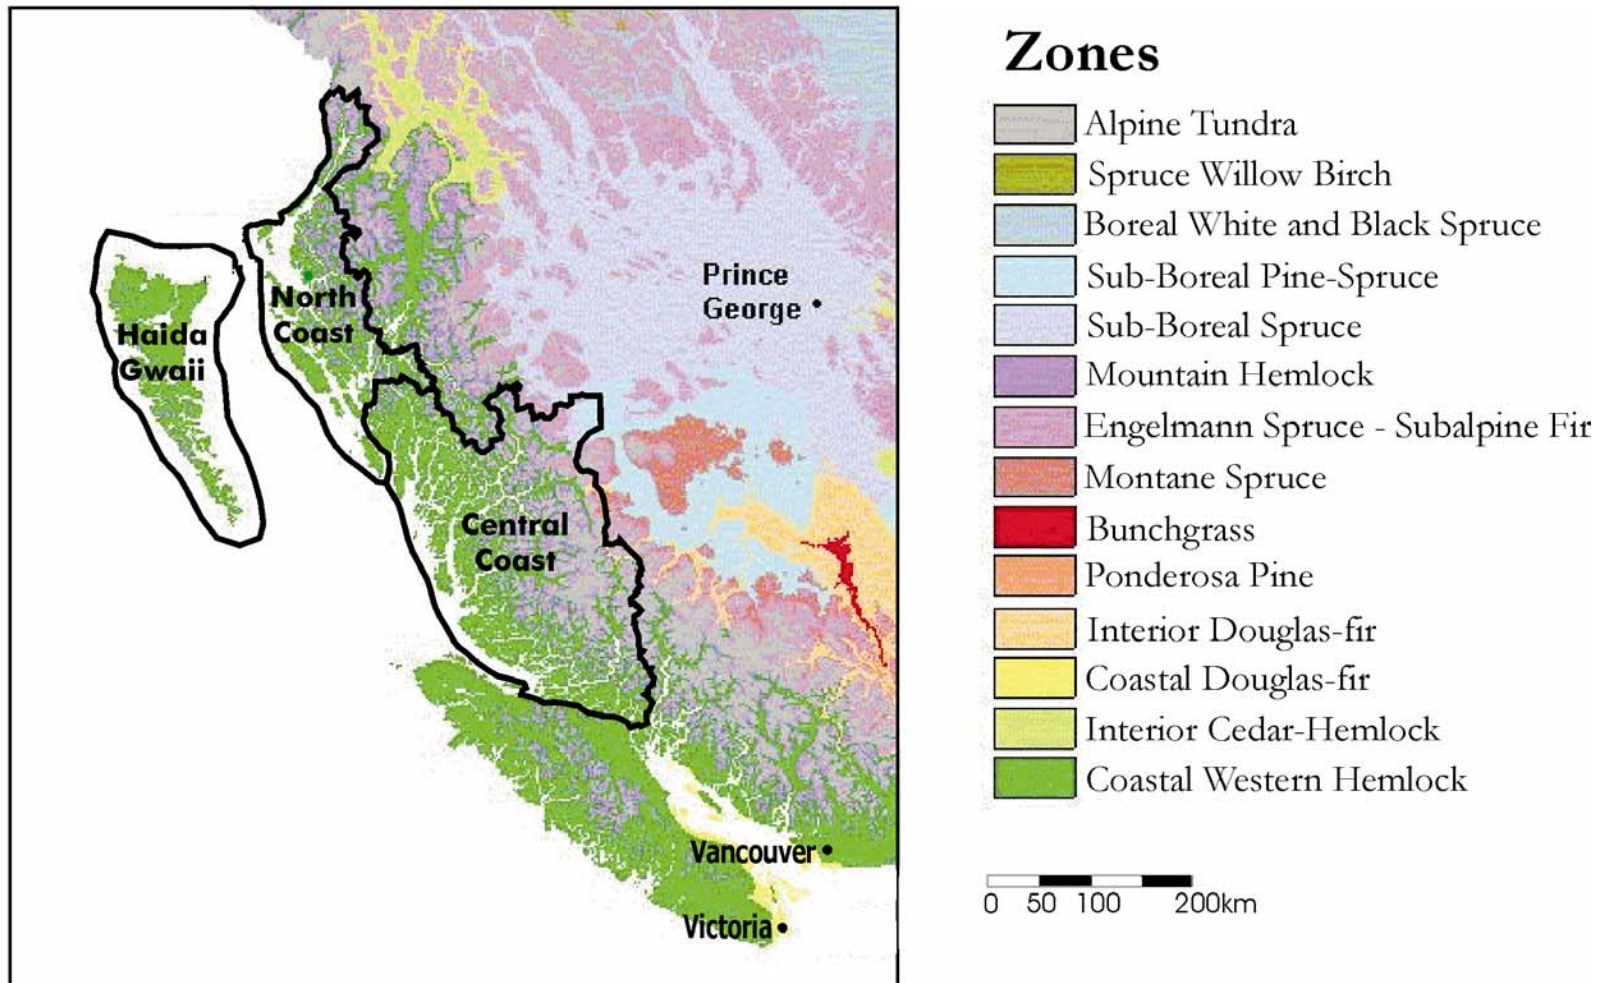 Zones
Alpine Tundra
Spruce Willow Birch
Boreal White and Black Spruce
Sub-Boreal Pine-Spruce
Sub-Boreal Spruce
Mountain Hemlock
Engelmann Spruce - Subalpine Fir
Montane Spruce
Bunchgrass
Ponderosa Pine
Interior Douglas-fir
Coastal Douglas-fir
Interior Cedar-Hemlock
Coastal Western Hemlock
0 50 100 200km
Prince
George
North
Coast
Haida
Gwaii
Central
Coast
Vancouver
Victoria